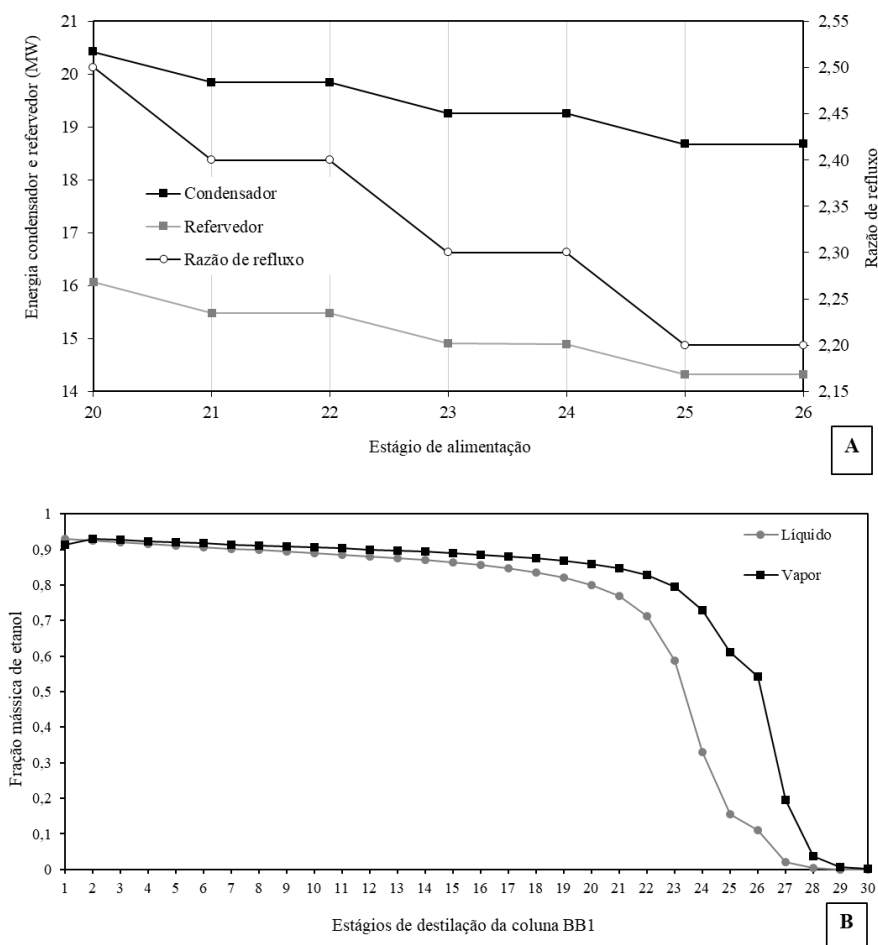 21
20
19
18
17
16
15
14
Energia condensador e refervedor (MW)
Condensador
Refervedor
Razão de refluxo
2,55
2,50
2,45
2,40
2,35
2,30
2,25
2,20
2,15
Razão de refluxo
20 21 22 23 24 25 26
Estágio de alimentação
A
1
0,9
0,8
0,7
0,6
0,5
0,4
0,3
0,2
0,1
0
Fração mássica de etanol
Líquido
Vapor
1 2 3 4 5 6 7 8 9 10 11 12 13 14 15 16 17 18 19 20 21 22 23 24 25 26 27 28 29 30
Estágios de destilação da coluna BB1
B